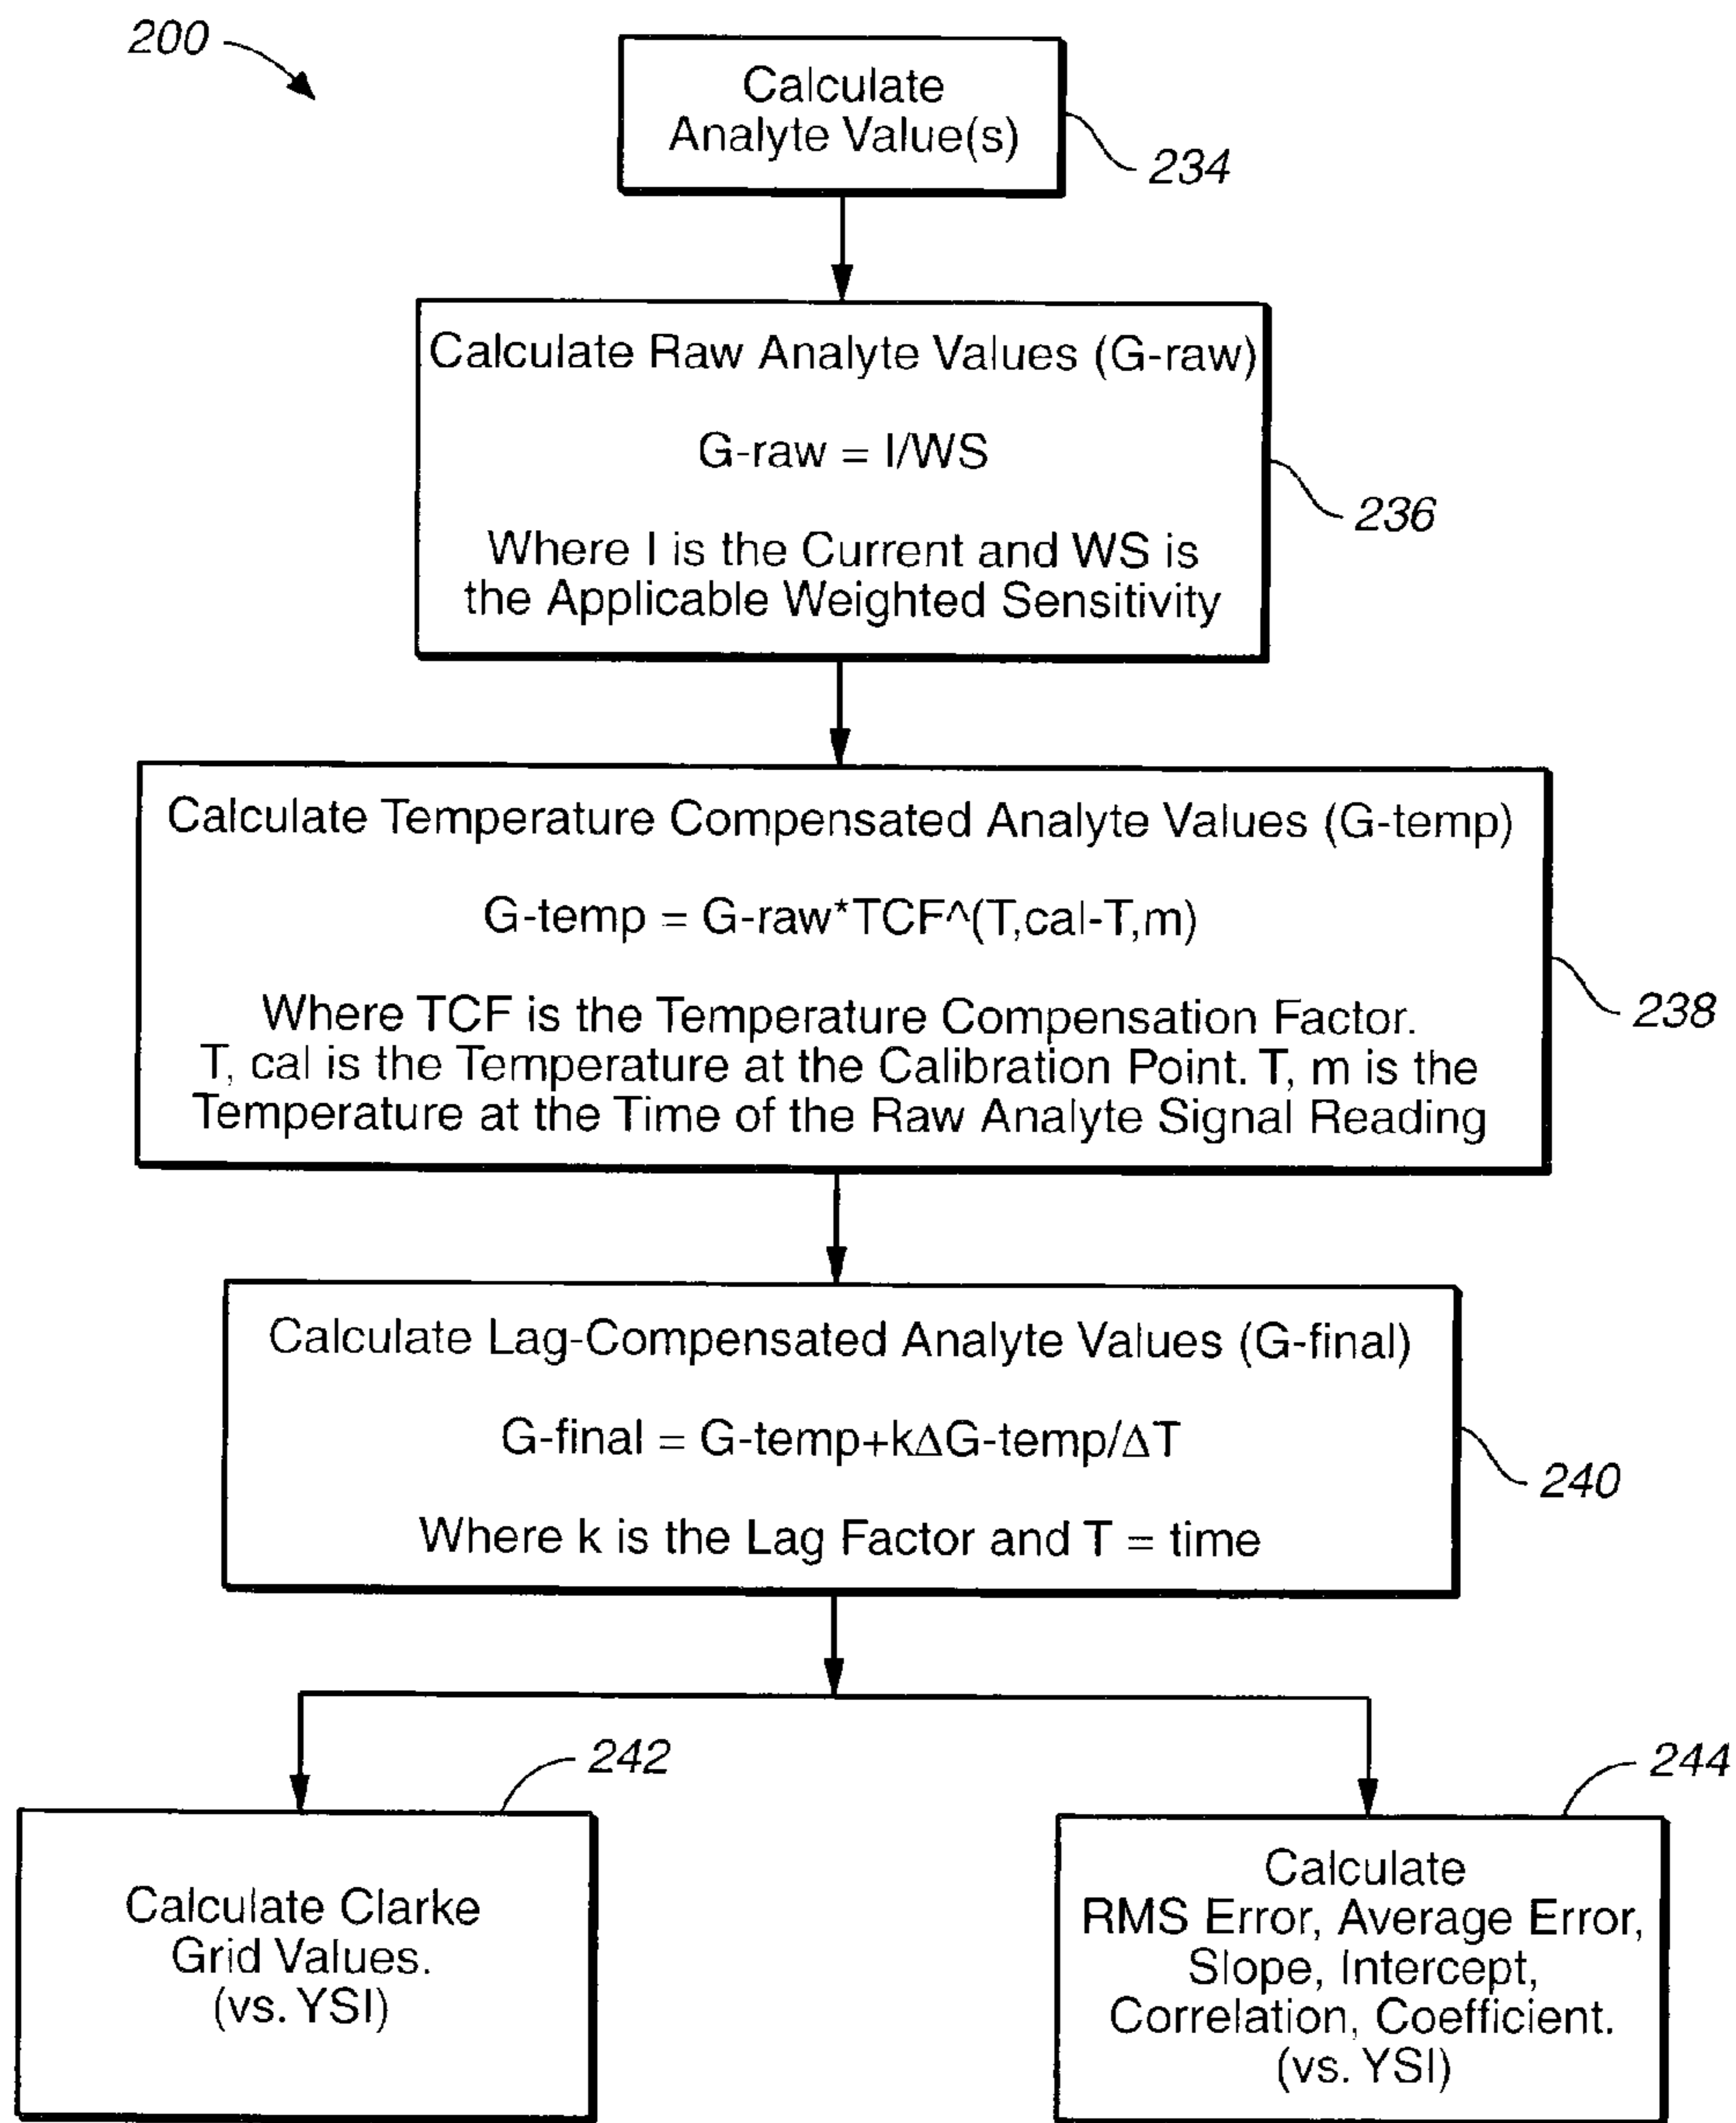 200
Calculate
Analyte Value(s)
234
Calculate Raw Analyte Values (G-raw)
G-raw = I/WS
Where I is the Current and WS is
the Applicable Weighted Sensitivity
236
Calculate Temperature Compensated Analyte Values (G-temp)
G-temp = G-raw*TCF^(T,cal-T,m)
Where TCF is the Temperature Compensation Factor.
T, cal is the Temperature at the Calibration Point. T, m is the
Temperature at the Time of the Raw Analyte Signal Reading
238
Calculate Lag-Compensated Analyte Values (G-final)
G-final = G-temp+kΔG-temp/ΔT
Where k is the Lag Factor and T = time
240
242
Calculate Clarke
Grid Values.
(vs. YSI)
244
Calculate
RMS Error, Average Error,
Slope, Intercept,
Correlation, Coefficient.
(vs. YSI)